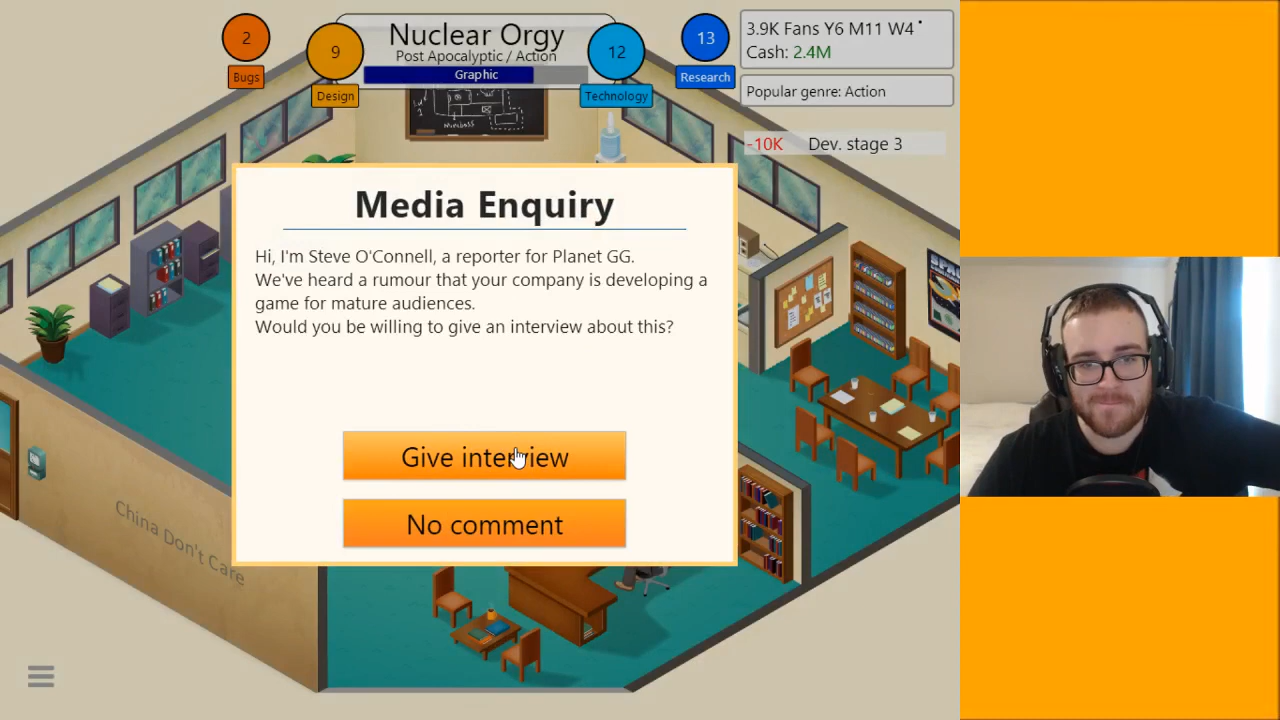 2
Bugs
9
Design
Nuclear Orgy
Post Apocalyptic / Action
Graphic
12
Technology
13
Research
3.9K Fans Y6 M11 W4
Cash: 2.4M
Popular genre: Action
-10K Dev. stage 3
Media Enquiry
Hi, I'm Steve O'Connell, a reporter for Planet GG.
We've heard a rumour that your company is developing a
game for mature audiences.
Would you be willing to give an interview about this?
Give interview
No comment
China Don't Care